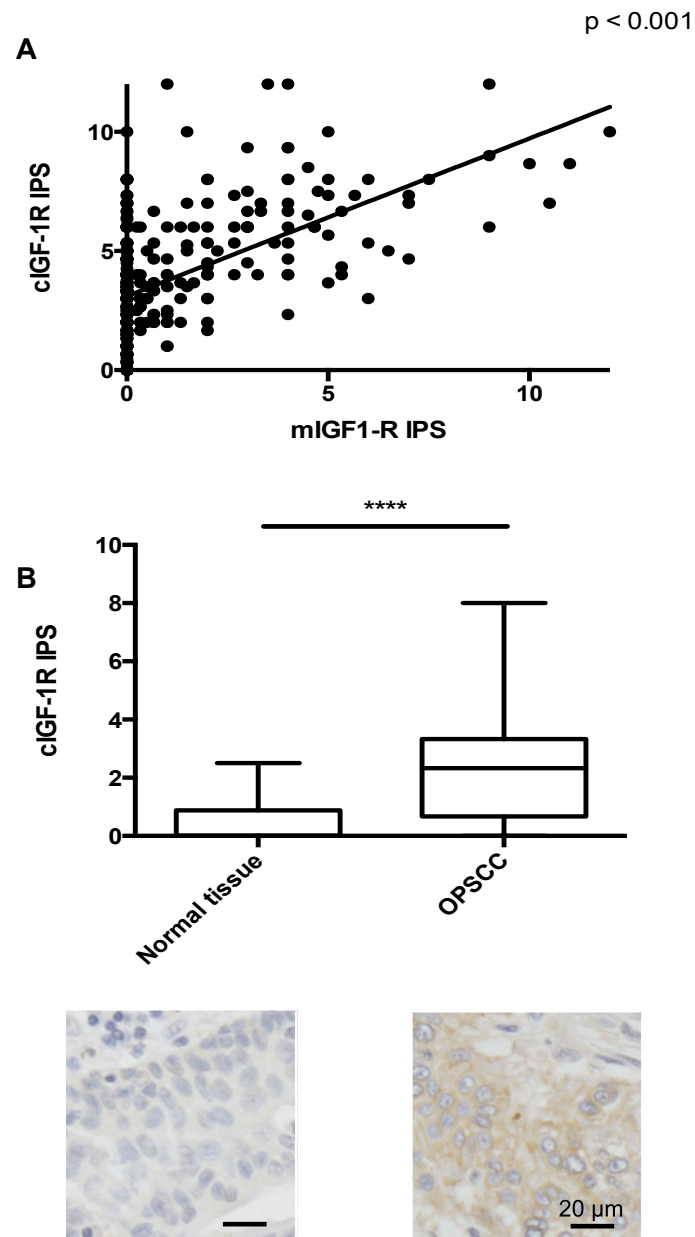 p < 0.001
A
cIGF-1R IPS
10
5
0
0 5 10
mIGF1-R IPS
****
B
cIGF-1R IPS
10
8
6
4
2
0
Normal tissue
OPSCC
20 µm